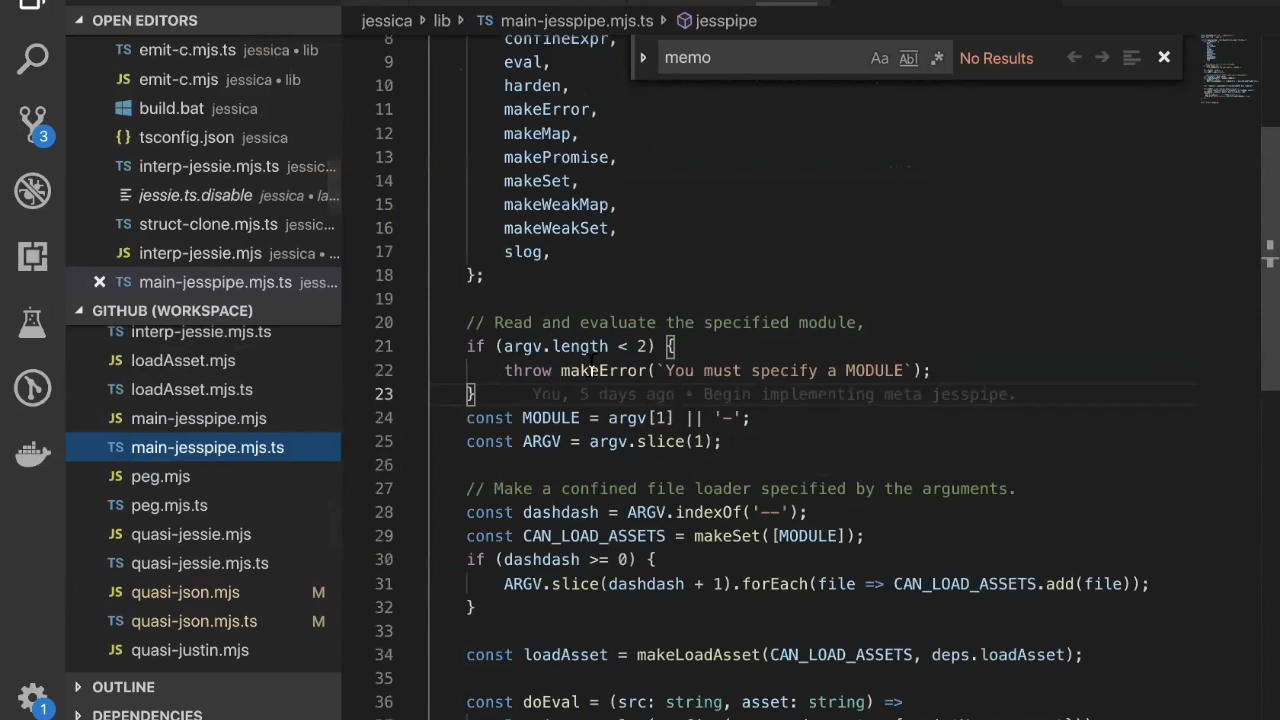 OPEN EDITORS
emit-c.mjs.ts jessica • lib
emit-c.mjs jessica • lib
build.bat jessica
tsconfig.json jessica
interp-jessie.mjs.ts jessic...
jessie.ts.disable jessica • la...
struct-clone.mjs.ts jessic...
interp-jessie.mjs jessica • ...
main-jesspipe.mjs.ts jess...
GITHUB (WORKSPACE)
interp-jessie.mjs.ts
loadAsset.mjs
loadAsset.mjs.ts
main-jesspipe.mjs
main-jesspipe.mjs.ts
peg.mjs
peg.mjs.ts
quasi-jessie.mjs
quasi-jessie.mjs.ts
quasi-json.mjs M
quasi-json.mjs.ts M
quasi-justin.mjs
OUTLINE
DEPENDENCIES
3
1
jessica › lib › main-jesspipe.mjs.ts › jesspipe
memo Aa Abl .* No Results
8 confineExpr,
9 eval,
10 harden,
11 makeError,
12 makeMap,
13 makePromise,
14 makeSet,
15 makeWeakMap,
16 makeWeakSet,
17 slog,
18 };
19
20 // Read and evaluate the specified module,
21 if (argv.length < 2) {
22 throw makeError(`You must specify a MODULE`);
23 } You, 5 days ago • Begin implementing meta jesspipe.
24 const MODULE = argv[1] || '-';
25 const ARGV = argv.slice(1);
26
27 // Make a confined file loader specified by the arguments.
28 const dashdash = ARGV.indexOf('--');
29 const CAN_LOAD_ASSETS = makeSet([MODULE]);
30 if (dashdash >= 0) {
31 ARGV.slice(dashdash + 1).forEach(file => CAN_LOAD_ASSETS.add(file));
32 }
33
34 const loadAsset = makeLoadAsset(CAN_LOAD_ASSETS, deps.loadAsset);
35
36 const doEval = (src: string, asset: string) =>